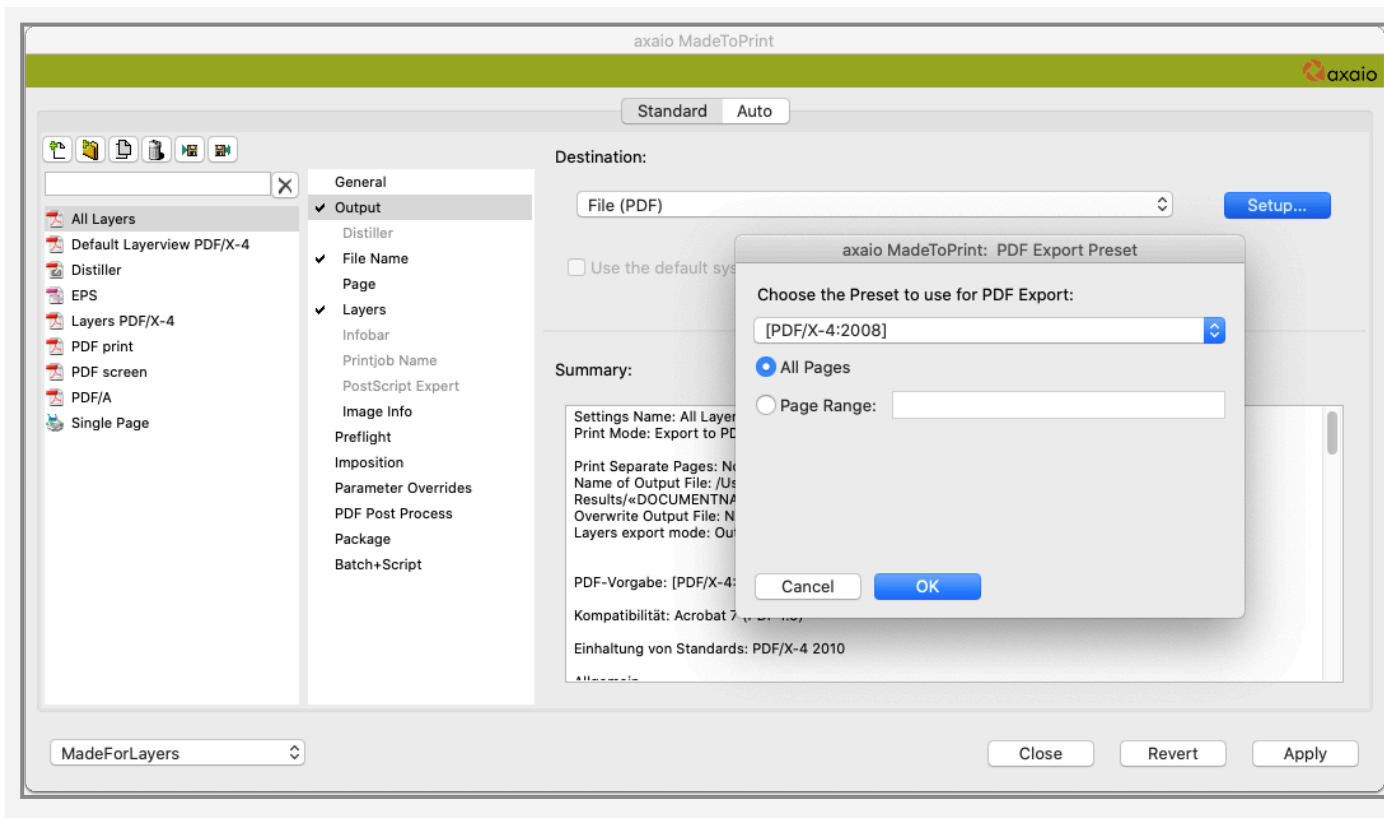 axaio MadeToPrint
axaio
Standard Auto
Destination:
File (PDF)
Setup...
Use the default sys
All Layers
Default Layerview PDF/X-4
Distiller
EPS
Layers PDF/X-4
PDF print
PDF screen
PDF/A
Single Page
General
Output
Distiller
File Name
Page
Layers
Infobar
Printjob Name
PostScript Expert
Image Info
Preflight
Imposition
Parameter Overrides
PDF Post Process
Package
Batch+Script
Summary:
Settings Name: All Layer
Print Mode: Export to PD
Print Separate Pages: No
Name of Output File: /Us
Results/«DOCUMENTNA
Overwrite Output File: N
Layers export mode: Out
PDF-Vorgabe: [PDF/X-4:
Kompatibilität: Acrobat 7
Einhaltung von Standards: PDF/X-4 2010
axaio MadeToPrint: PDF Export Preset
Choose the Preset to use for PDF Export:
[PDF/X-4:2008]
All Pages
Page Range:
Cancel OK
MadeForLayers
Close Revert Apply